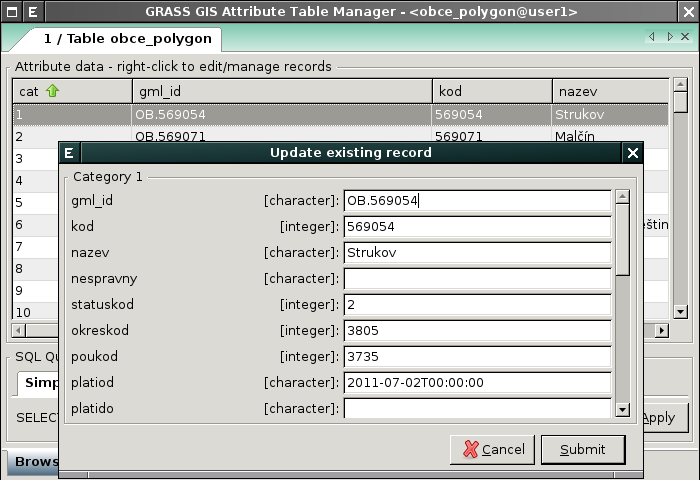 E GRASS GIS Attribute Table Manager - <obce_polygon@user1>
1 / Table obce_polygon
Attribute data - right-click to edit/manage records
cat gml_id kod nazev
1 OB.569054 569054 Strukov
2 OB.569071 569071 Malčín
E Update existing record
3
Category 1
4
gml_id [character]: OB.569054
5
kod [integer]: 569054
6
7
nazev [character]: Strukov
8
nespravny [character]:
9
statuskod [integer]: 2
10
okreskod [integer]: 3805
SQL Qu
poukod [integer]: 3735
Simp
platiod [character]: 2011-07-02T00:00:00
SELECT
platido [character]:
Apply
Cancel Submit
Brows